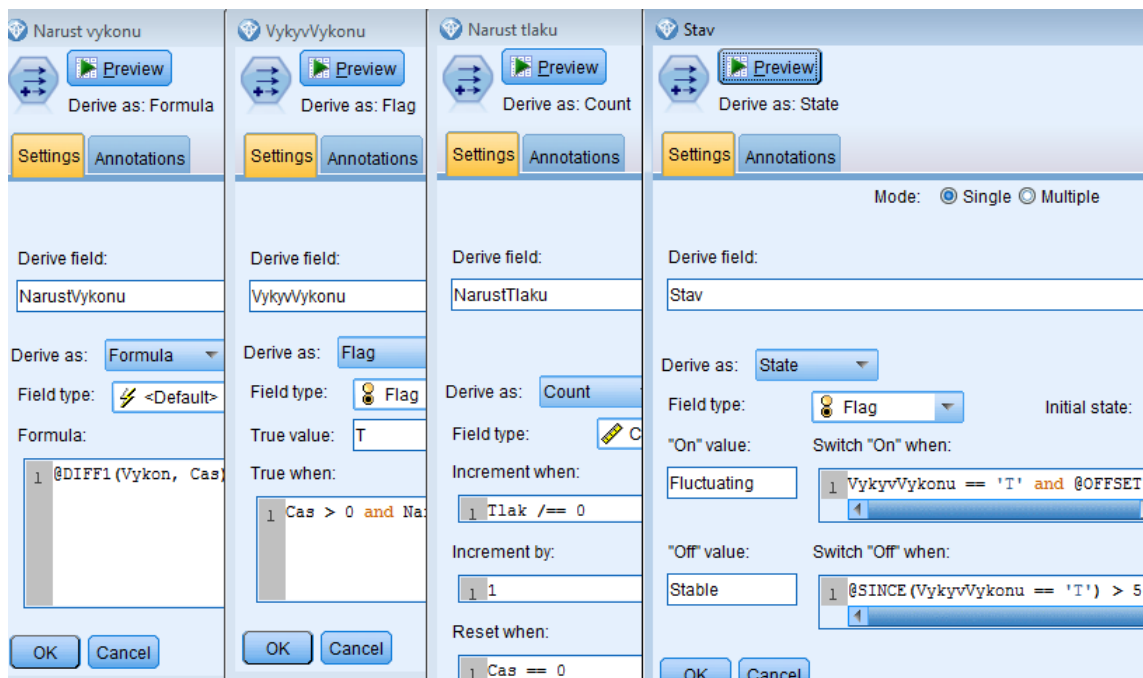 Narust vykonu
Preview
Derive as: Formula
Settings Annotations
Derive field:
NarustVykonu
Derive as: Formula
Field type: <Default>
Formula:
1 @DIFF1(Vykon, Cas)
OK Cancel
VykyvVykonu
Preview
Derive as: Flag
Settings Annotations
Derive field:
VykyvVykonu
Derive as: Flag
Field type: Flag
True value: T
True when:
1 Cas > 0 and
OK Cancel
Narust tlaku
Preview
Derive as: Count
Settings Annotations
Derive field:
NarustTlaku
Derive as: Count
Field type:
Increment when:
1 Tlak /== 0
Increment by:
1 1
Reset when:
1 Cas == 0
Stav
Preview
Derive as: State
Settings Annotations
Mode: Single Multiple
Derive field:
Stav
Derive as: State
Field type: Flag Initial state:
"On" value: Switch "On" when:
Fluctuating 1 VykyvVykonu == 'T' and @OFFSET
"Off" value: Switch "Off" when:
Stable 1 @SINCE(VykyvVykonu == 'T') > 5
OK Cancel